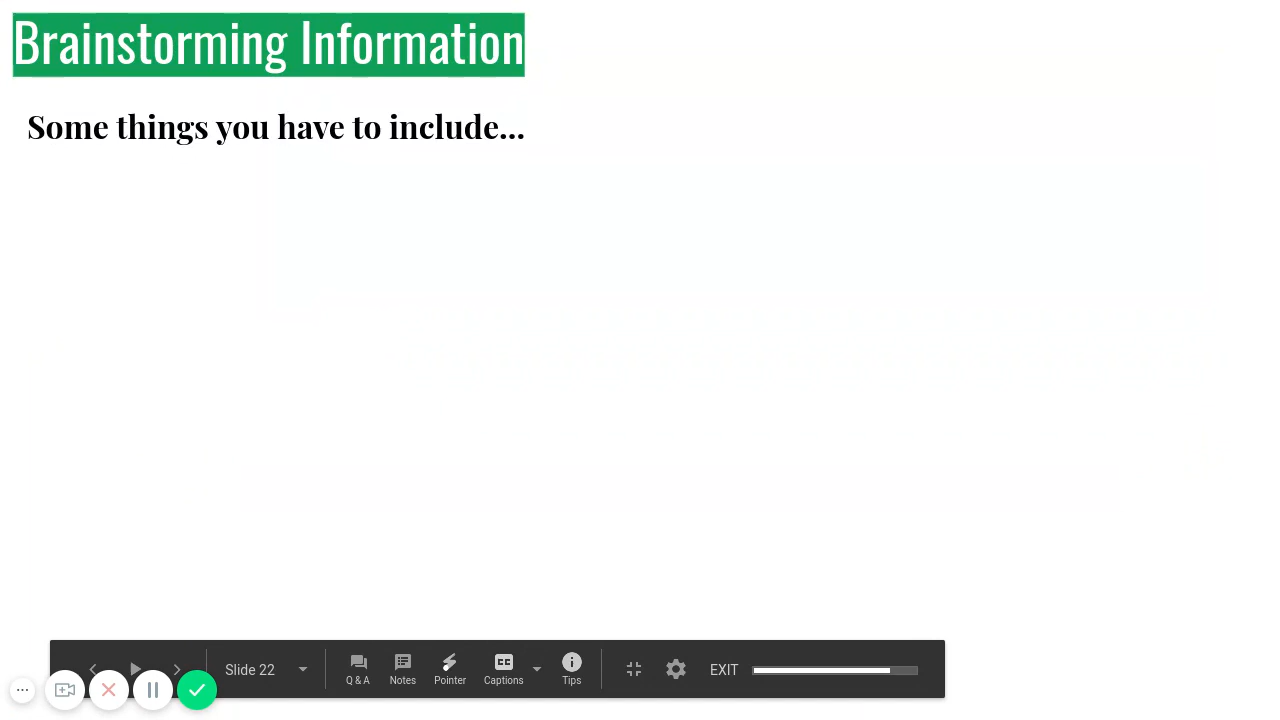 Brainstorming Information
Some things you have to include...
Slide 22
Q & A
Notes
Pointer
Captions
Tips
EXIT